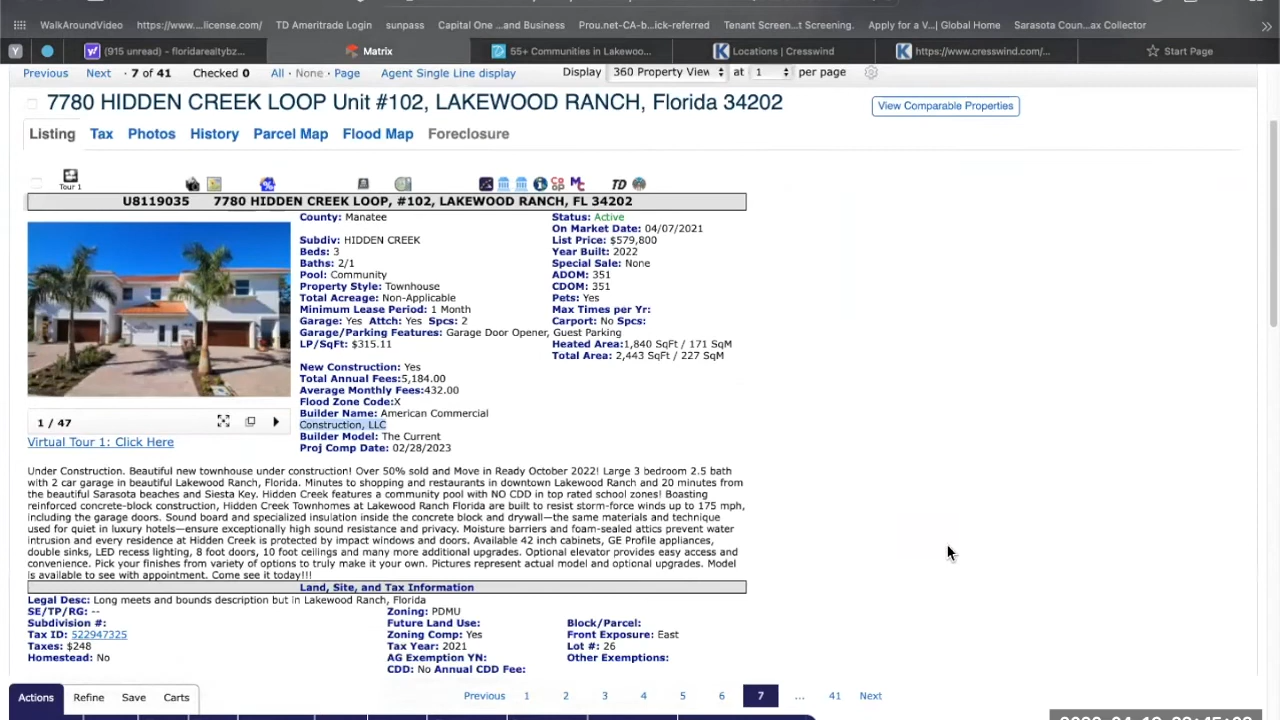 WalkAroundVideo https://www....license.com/ TD Ameritrade Login sunpass Capital One ...and Business Prou.net-CA-b...ick-referred Tenant Screen...t Screening. Apply for a V...| Global Home Sarasota Coun...ax Collector
Y (915 unread) - floridarealtybz... Matrix 55+ Communities in Lakewoo... Locations | Cresswind https://www.cresswind.com/... Start Page
Previous Next · 7 of 41 Checked 0 All · None · Page Agent Single Line display Display 360 Property View at 1 per page
7780 HIDDEN CREEK LOOP Unit #102, LAKEWOOD RANCH, Florida 34202 View Comparable Properties
Listing Tax Photos History Parcel Map Flood Map Foreclosure
Tour 1 TD
U8119035 7780 HIDDEN CREEK LOOP, #102, LAKEWOOD RANCH, FL 34202
County: Manatee Status: Active
On Market Date: 04/07/2021
Subdiv: HIDDEN CREEK List Price: $579,800
Beds: 3 Year Built: 2022
Baths: 2/1 Special Sale: None
Pool: Community ADOM: 351
Property Style: Townhouse CDOM: 351
Total Acreage: Non-Applicable Pets: Yes
Minimum Lease Period: 1 Month Max Times per Yr:
Garage: Yes Attch: Yes Spcs: 2 Carport: No Spcs:
Garage/Parking Features: Garage Door Opener, Guest Parking
LP/SqFt: $315.11 Heated Area:1,840 SqFt / 171 SqM
Total Area: 2,443 SqFt / 227 SqM
New Construction: Yes
Total Annual Fees:5,184.00
Average Monthly Fees:432.00
Flood Zone Code:X
Builder Name: American Commercial
Construction, LLC
Builder Model: The Current
Proj Comp Date: 02/28/2023
1 / 47
Virtual Tour 1: Click Here
Under Construction. Beautiful new townhouse under construction! Over 50% sold and Move in Ready October 2022! Large 3 bedroom 2.5 bath
with 2 car garage in beautiful Lakewood Ranch, Florida. Minutes to shopping and restaurants in downtown Lakewood Ranch and 20 minutes from
the beautiful Sarasota beaches and Siesta Key. Hidden Creek features a community pool with NO CDD in top rated school zones! Boasting
reinforced concrete-block construction, Hidden Creek Townhomes at Lakewood Ranch Florida are built to resist storm-force winds up to 175 mph,
including the garage doors. Sound board and specialized insulation inside the concrete block and drywall—the same materials and technique
used for quiet in luxury hotels—ensure exceptionally high sound resistance and privacy. Moisture barriers and foam-sealed attics prevent water
intrusion and every residence at Hidden Creek is protected by impact windows and doors. Available 42 inch cabinets, GE Profile appliances,
double sinks, LED recess lighting, 8 foot doors, 10 foot ceilings and many more additional upgrades. Optional elevator provides easy access and
convenience. Pick your finishes from variety of options to truly make it your own. Pictures represent actual model and optional upgrades. Model
is available to see with appointment. Come see it today!!!
Land, Site, and Tax Information
Legal Desc: Long meets and bounds description but in Lakewood Ranch, Florida
SE/TP/RG: -- Zoning: PDMU
Subdivision #: Future Land Use: Block/Parcel:
Tax ID: 522947325 Zoning Comp: Yes Front Exposure: East
Taxes: $248 Tax Year: 2021 Lot #: 26
Homestead: No AG Exemption YN: Other Exemptions:
CDD: No Annual CDD Fee:
Actions Refine Save Carts Previous 1 2 3 4 5 6 7 ... 41 Next